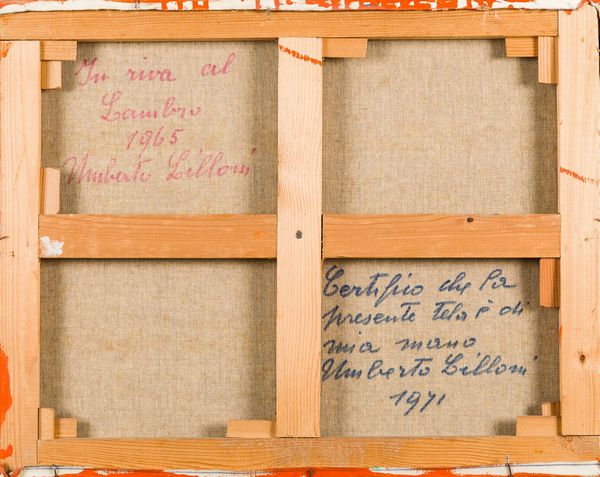 In riva al
Lambro
1965
Umberto Lilloni
Certifico che la
presente tela è di
mia mano
Umberto Lilloni
1971